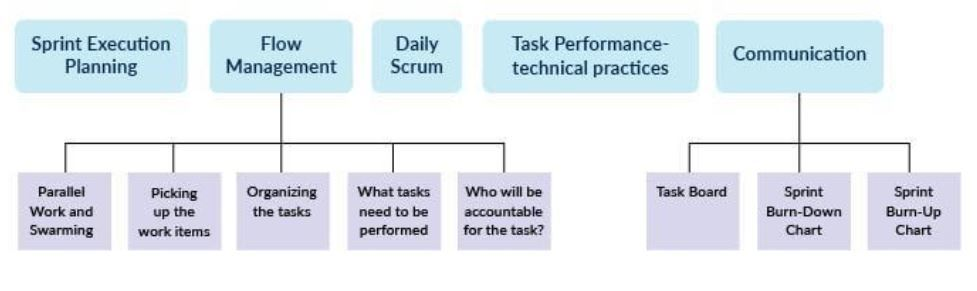 Sprint Execution
Planning
Flow
Management
Daily
Scrum
Task Performance-
technical practices
Communication
Parallel
Work and
Swarming
Picking
up the
work items
Organizing
the tasks
What tasks
need to be
performed
Who will be
accountable
for the task?
Task Board
Sprint
Burn-Down
Chart
Sprint
Burn-Up
Chart